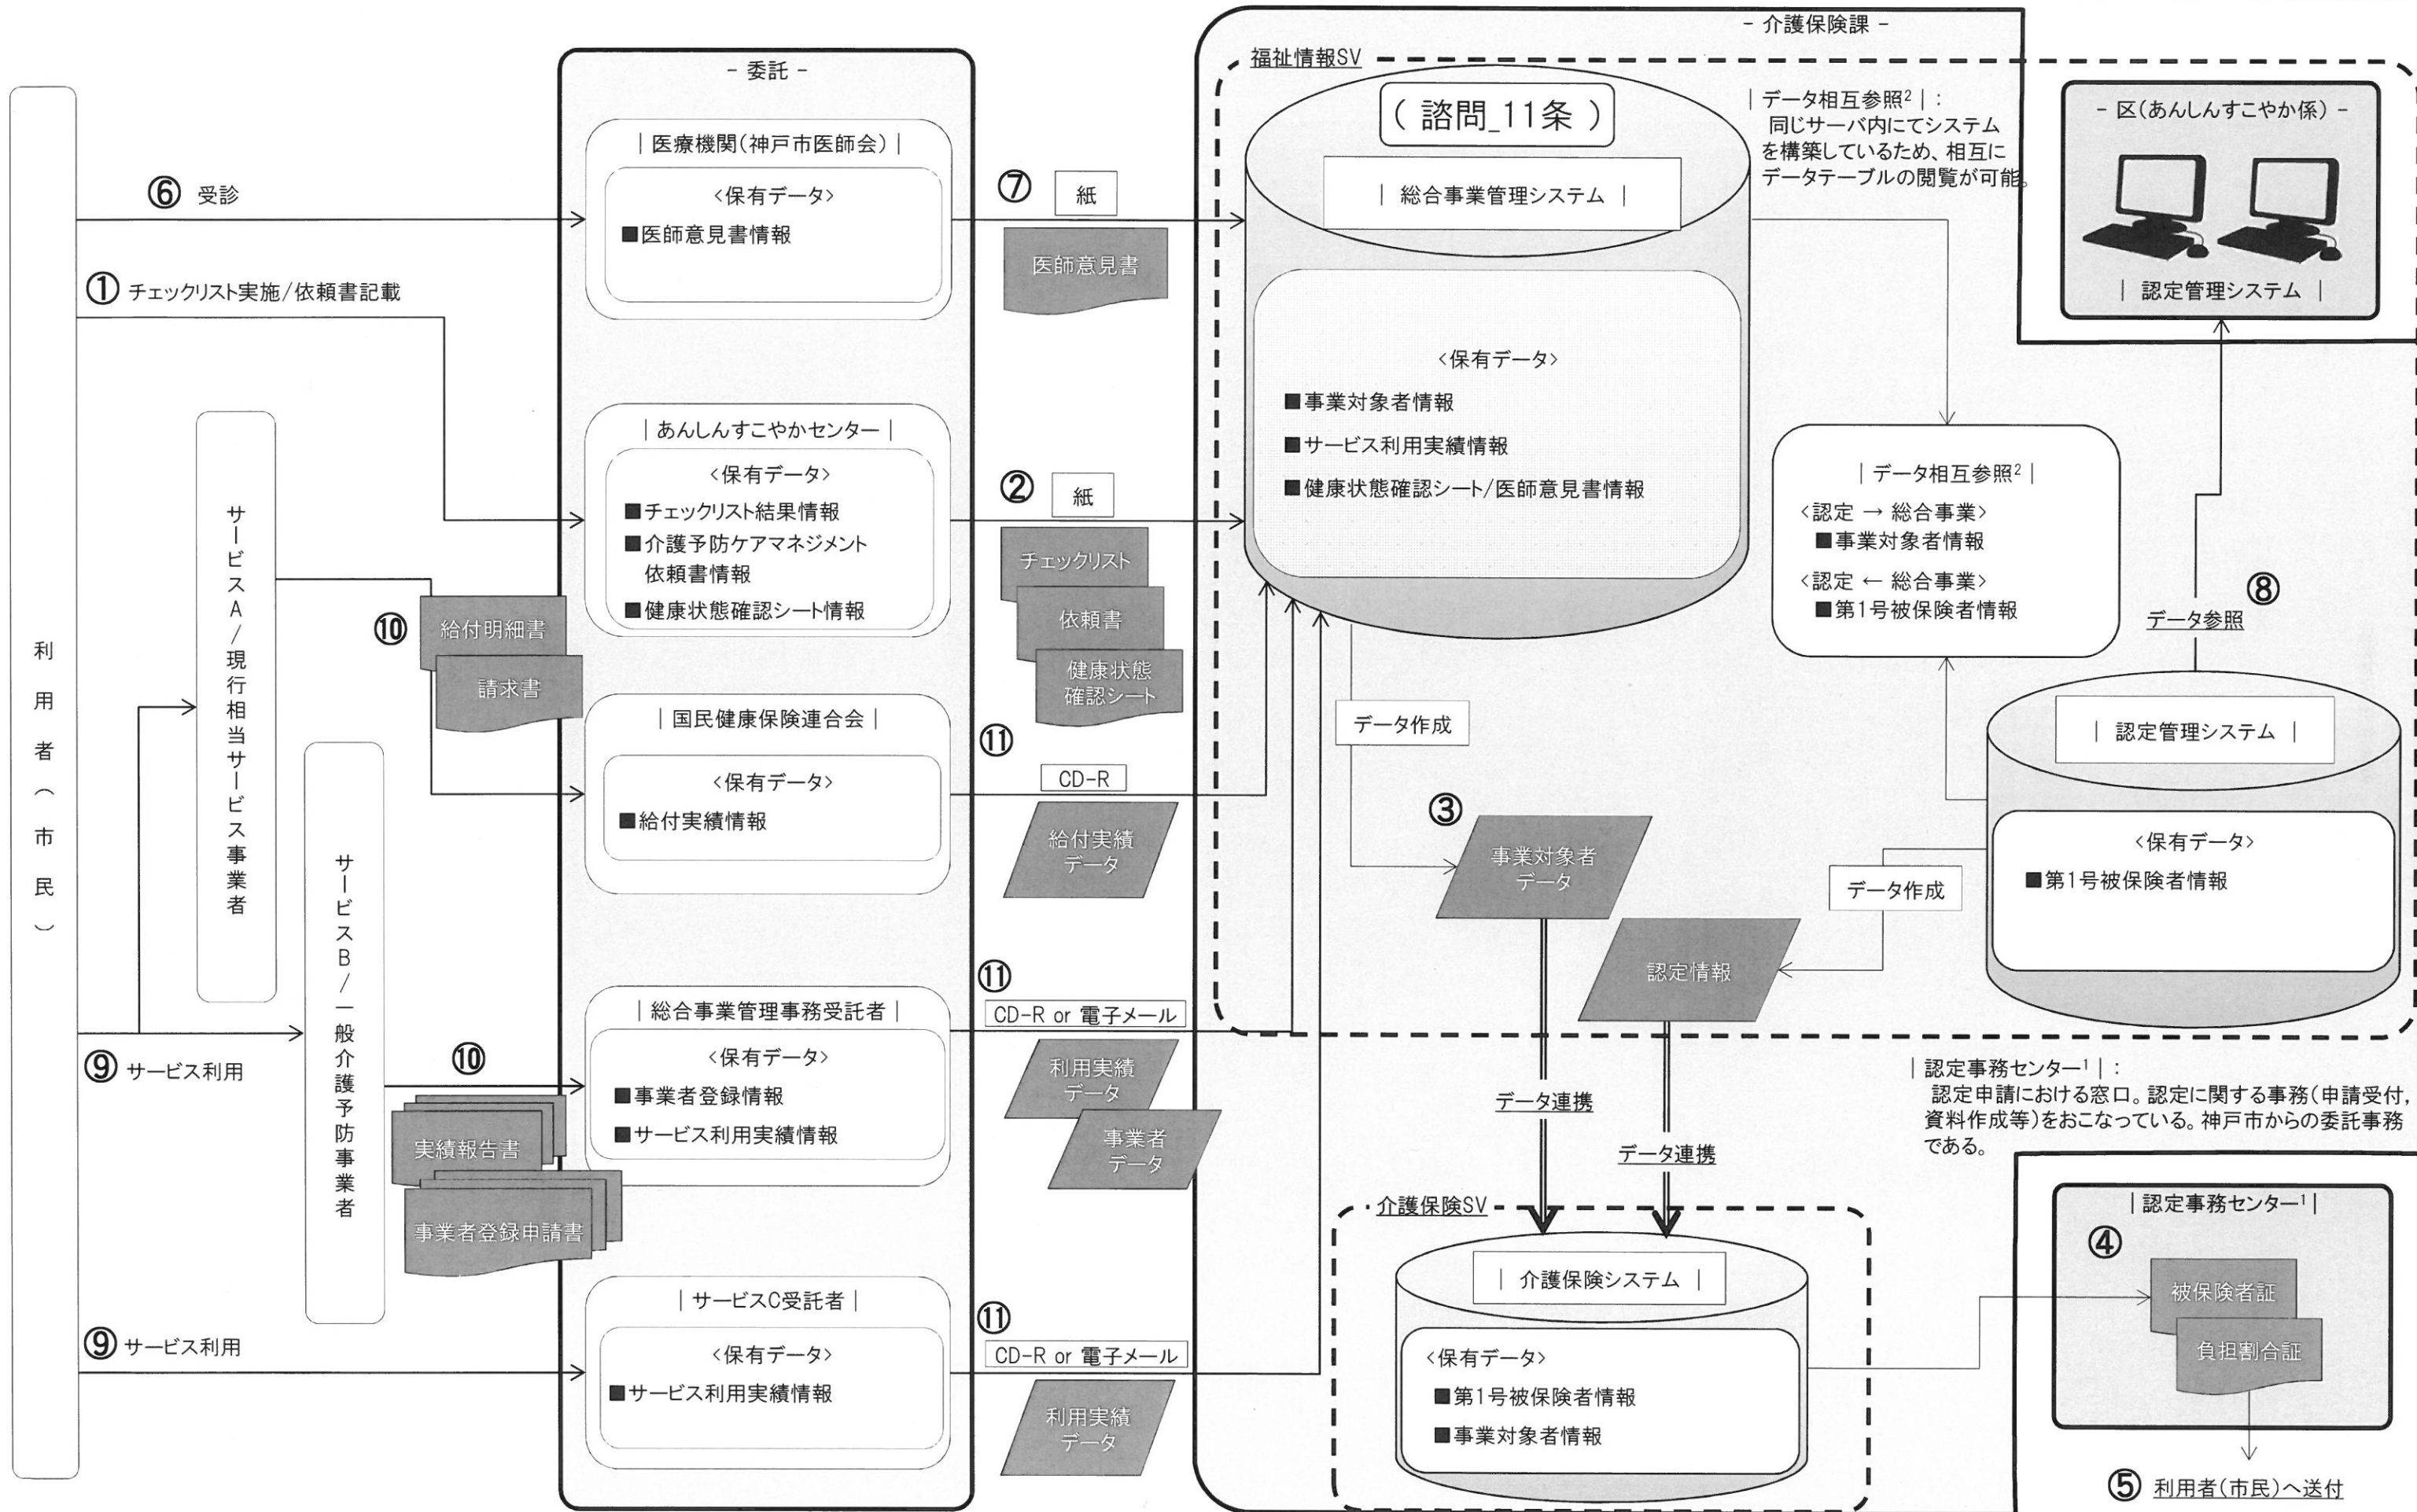 - 介護保険課 -
- 委託 -
福祉情報SV
( 諮問_11条 )
| データ相互参照² | :
同じサーバ内にてシステム
を構築しているため、相互に
データテーブルの閲覧が可能。
- 区(あんしんすこやか係) -
| 認定管理システム |
| 総合事業管理システム |
<保有データ>
■事業対象者情報
■サービス利用実績情報
■健康状態確認シート/医師意見書情報
利用者(市民)
⑥ 受診
① チェックリスト実施/依頼書記載
サービスA/現行相当サービス事業者
サービスB/一般介護予防事業者
⑨ サービス利用
⑨ サービス利用
⑩
給付明細書
請求書
⑩
実績報告書
事業者登録申請書
| 医療機関(神戸市医師会) |
<保有データ>
■医師意見書情報
| あんしんすこやかセンター |
<保有データ>
■チェックリスト結果情報
■介護予防ケアマネジメント
依頼書情報
■健康状態確認シート情報
| 国民健康保険連合会 |
<保有データ>
■給付実績情報
| 総合事業管理事務受託者 |
<保有データ>
■事業者登録情報
■サービス利用実績情報
| サービスC受託者 |
<保有データ>
■サービス利用実績情報
⑦ 紙
医師意見書
② 紙
チェックリスト
依頼書
健康状態
確認シート
⑪
CD-R
給付実績
データ
⑪
CD-R or 電子メール
利用実績
データ
事業者
データ
⑪
CD-R or 電子メール
利用実績
データ
| データ相互参照² |
<認定 → 総合事業>
■事業対象者情報
<認定 ← 総合事業>
■第1号被保険者情報
⑧
データ参照
| 認定管理システム |
<保有データ>
■第1号被保険者情報
データ作成
③
事業対象者
データ
データ作成
認定情報
データ連携
データ連携
| 認定事務センター¹ | :
認定申請における窓口。認定に関する事務(申請受付,
資料作成等)をおこなっている。神戸市からの委託事務
である。
介護保険SV
| 介護保険システム |
<保有データ>
■第1号被保険者情報
■事業対象者情報
| 認定事務センター¹ |
④
被保険者証
負担割合証
⑤ 利用者(市民)へ送付